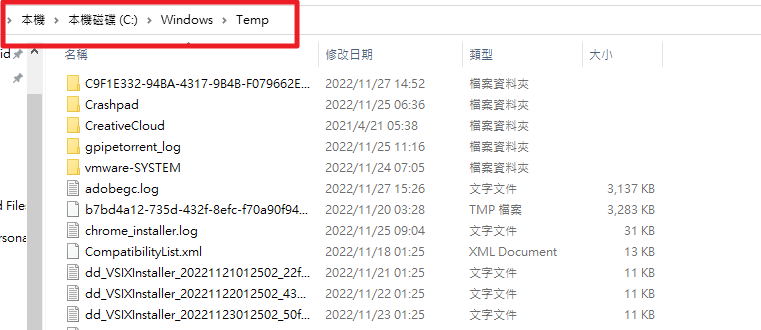 本機 > 本機磁碟 (C:) > Windows > Temp
名稱 修改日期 類型 大小
C9F1E332-94BA-4317-9B4B-F079662E... 2022/11/27 14:52 檔案資料夾
Crashpad 2022/11/25 06:36 檔案資料夾
CreativeCloud 2021/4/21 05:38 檔案資料夾
gpipetorrent_log 2022/11/25 11:16 檔案資料夾
vmware-SYSTEM 2022/11/24 07:05 檔案資料夾
adobegc.log 2022/11/27 15:26 文字文件 3,137 KB
b7bd4a12-735d-432f-8efc-f70a90f94... 2022/11/20 03:28 TMP 檔案 3,283 KB
chrome_installer.log 2022/11/25 09:04 文字文件 31 KB
CompatibilityList.xml 2022/11/18 01:25 XML Document 13 KB
dd_VSIXInstaller_20221121012502_22f... 2022/11/21 01:25 文字文件 11 KB
dd_VSIXInstaller_20221122012502_43... 2022/11/22 01:25 文字文件 11 KB
dd_VSIXInstaller_20221123012502_50f... 2022/11/23 01:25 文字文件 11 KB